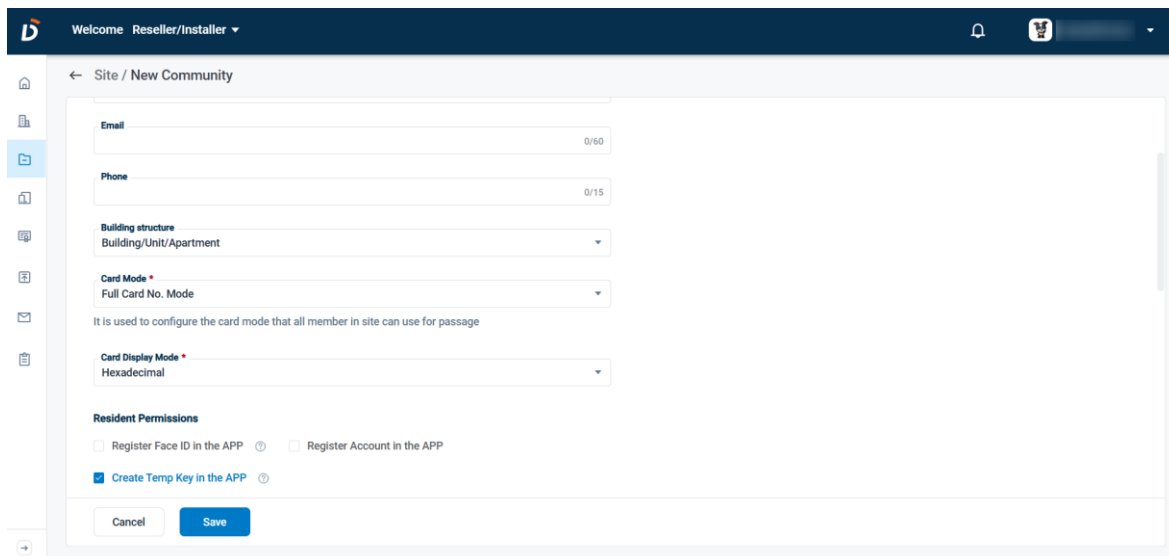 Welcome Reseller/Installer
Site / New Community
Email
0/60
Phone
0/15
Building structure
Building/Unit/Apartment
Card Mode *
Full Card No. Mode
It is used to configure the card mode that all member in site can use for passage
Card Display Mode *
Hexadecimal
Resident Permissions
Register Face ID in the APP ? Register Account in the APP
Create Temp Key in the APP ?
Cancel Save